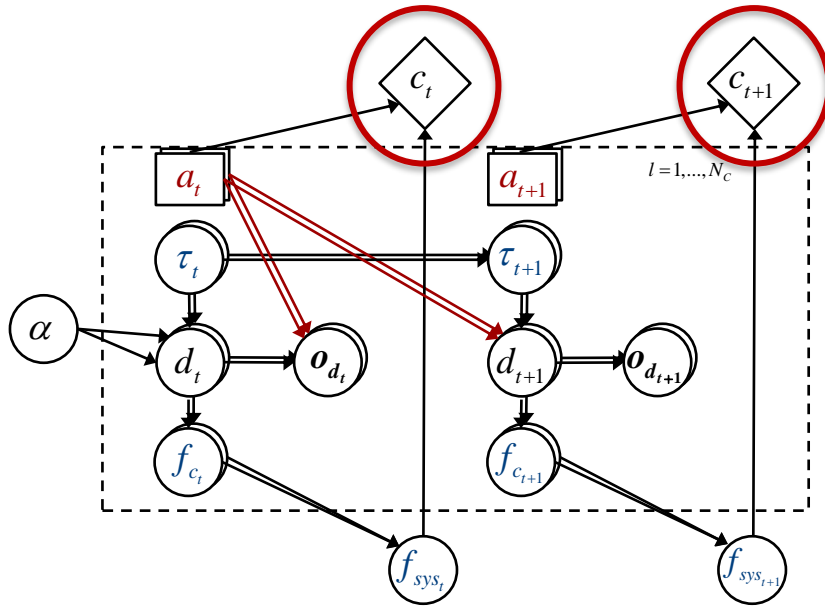 c_t
c_{t+1}
a_t
a_{t+1}
l = 1,...,N_C
τ_t
τ_{t+1}
α
d_t
o_{d_t}
d_{t+1}
o_{d_{t+1}}
f_{c_t}
f_{c_{t+1}}
f_{sys_t}
f_{sys_{t+1}}